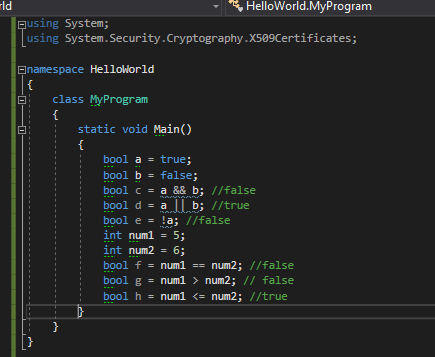 rld
HelloWorld.MyProgram
using System;
using System.Security.Cryptography.X509Certificates;
namespace HelloWorld
{
class MyProgram
{
static void Main()
{
bool a = true;
bool b = false;
bool c = a && b; //false
bool d = a || b; //true
bool e = !a; //false
int num1 = 5;
int num2 = 6;
bool f = num1 == num2; //false
bool g = num1 > num2; // false
bool h = num1 <= num2; //true
}
}
}